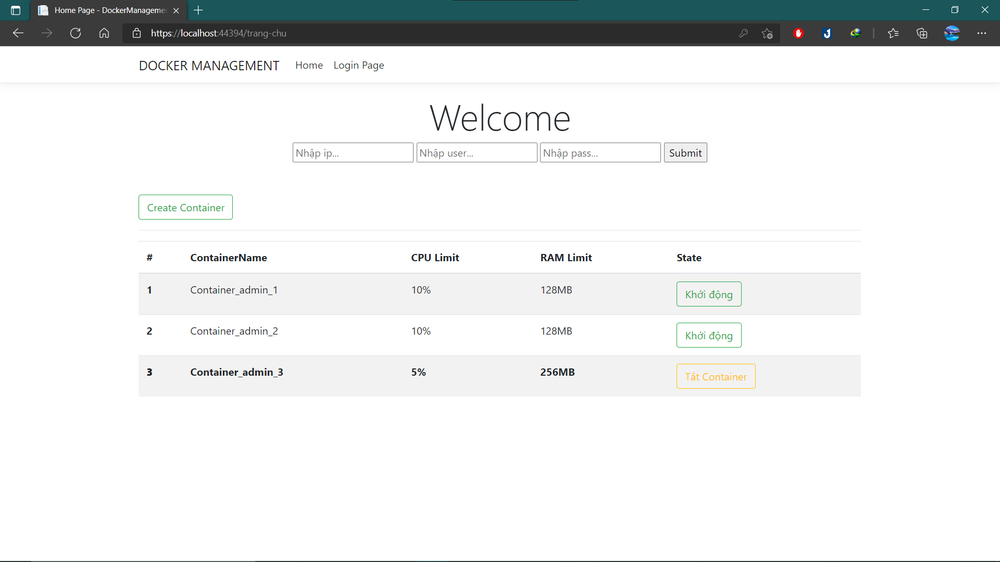 Home Page - DockerManagemen
https://localhost:44394/trang-chu
DOCKER MANAGEMENT Home Login Page
Welcome
Nhập ip... Nhập user... Nhập pass... Submit
Create Container
# ContainerName CPU Limit RAM Limit State
1 Container_admin_1 10% 128MB Khởi động
2 Container_admin_2 10% 128MB Khởi động
3 Container_admin_3 5% 256MB Tắt Container